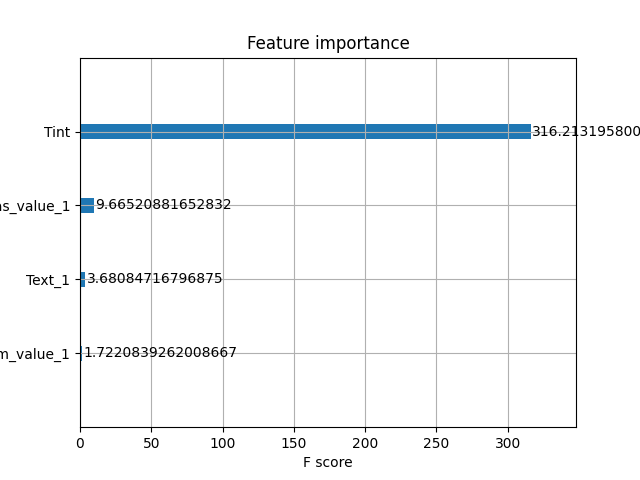 Feature importance
Tint
316.213195800
ns_value_1
9.66520881652832
Text_1
3.68084716796875
m_value_1
1.7220839262008667
0 50 100 150 200 250 300
F score